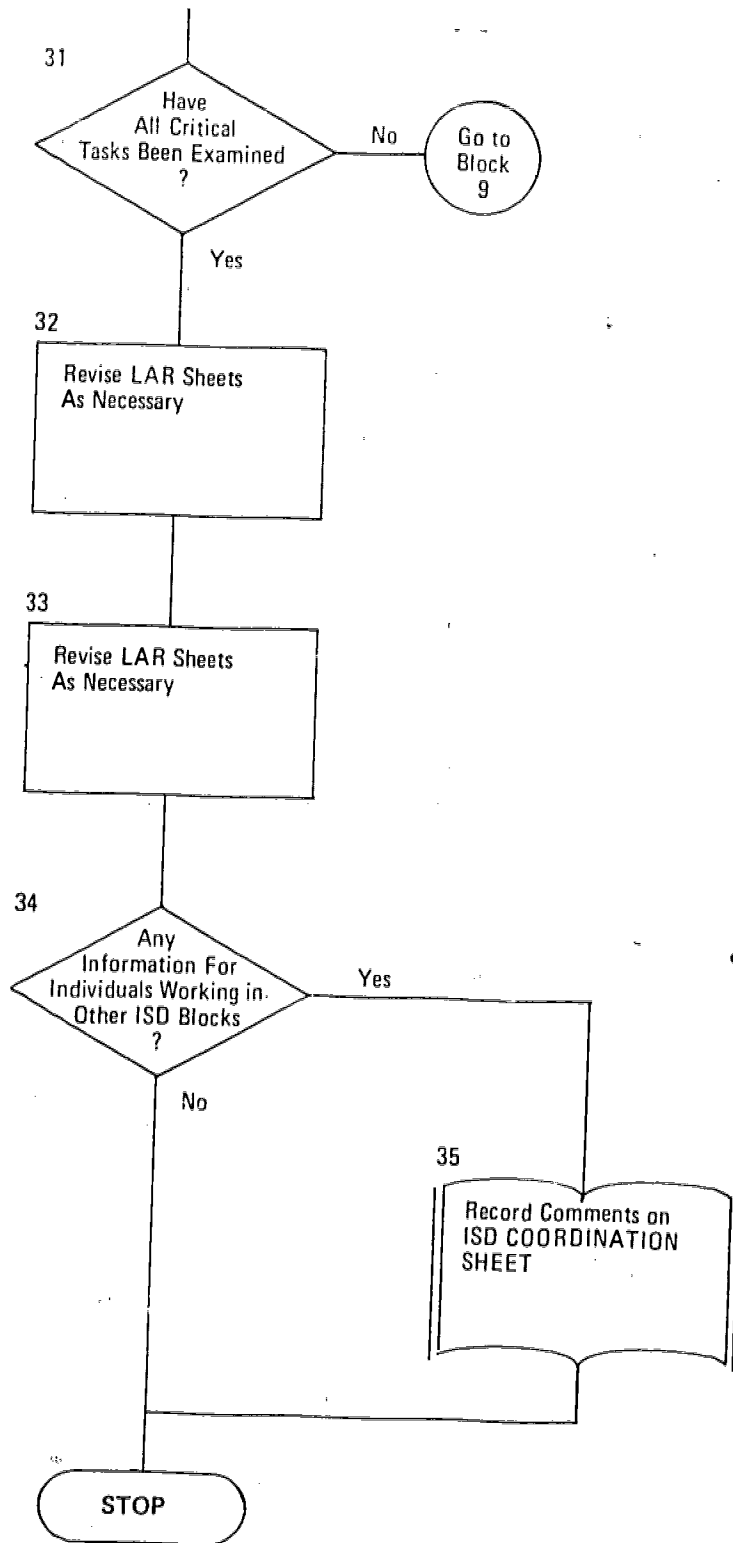 31
Have
All Critical
Tasks Been Examined
?
No
Go to
Block
9
Yes
32
Revise LAR Sheets
As Necessary
33
Revise LAR Sheets
As Necessary
34
Any
Information For
Individuals Working in
Other ISD Blocks
?
Yes
No
35
Record Comments on
ISD COORDINATION
SHEET
STOP